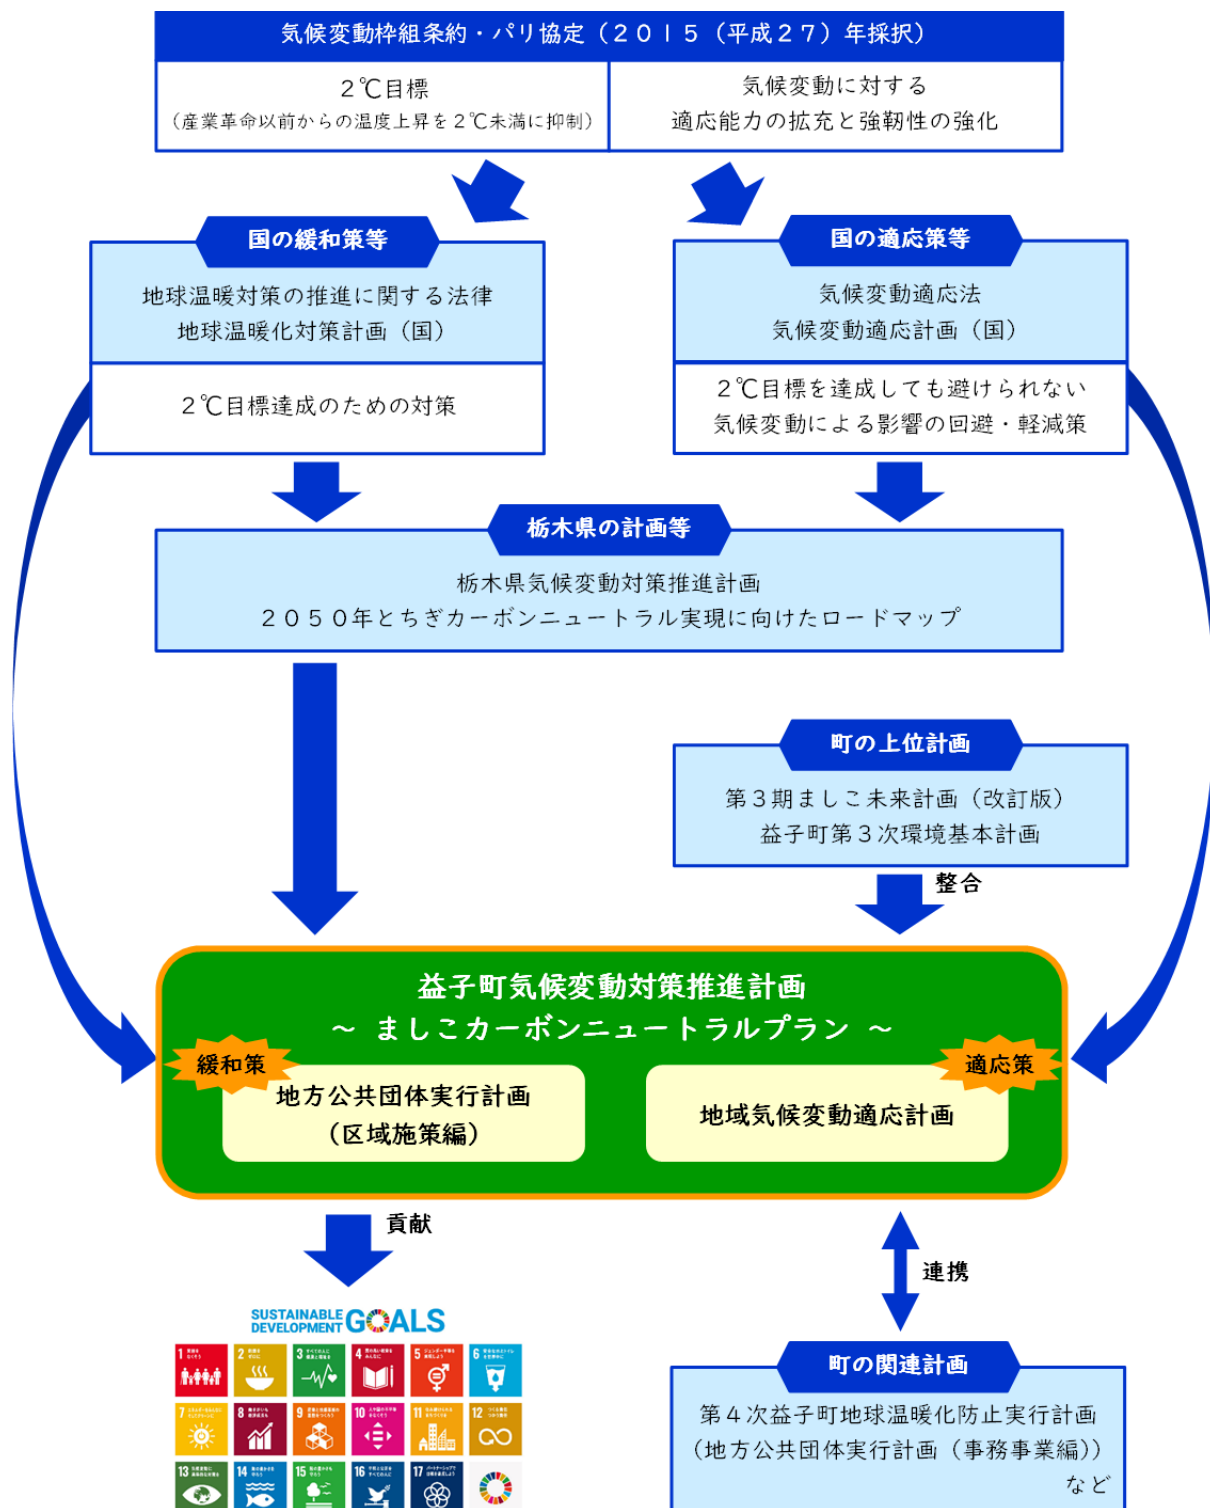 気候変動枠組条約・パリ協定（２０１５（平成２７）年採択）
２℃目標
（産業革命以前からの温度上昇を２℃未満に抑制）
気候変動に対する
適応能力の拡充と強靭性の強化
国の緩和策等
地球温暖対策の推進に関する法律
地球温暖化対策計画（国）
２℃目標達成のための対策
国の適応策等
気候変動適応法
気候変動適応計画（国）
２℃目標を達成しても避けられない
気候変動による影響の回避・軽減策
栃木県の計画等
栃木県気候変動対策推進計画
２０５０年とちぎカーボンニュートラル実現に向けたロードマップ
町の上位計画
第３期ましこ未来計画（改訂版）
益子町第３次環境基本計画
整合
益子町気候変動対策推進計画
～ ましこカーボンニュートラルプラン ～
緩和策
地方公共団体実行計画
（区域施策編）
適応策
地域気候変動適応計画
貢献
連携
SUSTAINABLE
DEVELOPMENT
GOALS
1
2
3
4
5
6
7
8
9
10
11
12
13
14
15
16
17
町の関連計画
第４次益子町地球温暖化防止実行計画
（地方公共団体実行計画（事務事業編））
など